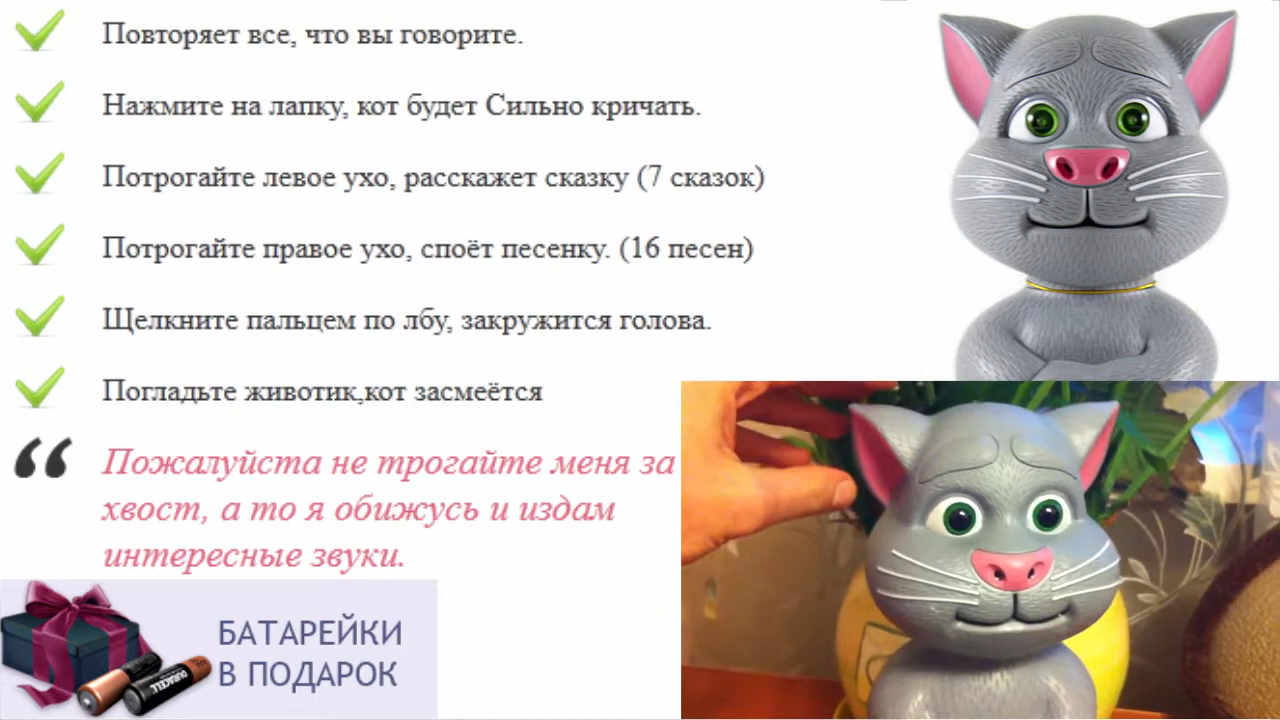 Повторяет все, что вы говорите.
Нажмите на лапку, кот будет Сильно кричать.
Потрогайте левое ухо, расскажет сказку (7 сказок)
Потрогайте правое ухо, споёт песенку. (16 песен)
Щелкните пальцем по лбу, закружится голова.
Погладьте животик,кот засмеётся
“ Пожалуйста не трогайте меня за
хвост, а то я обижусь и издам
интересные звуки.
БАТАРЕЙКИ
В ПОДАРОК
DURACELL